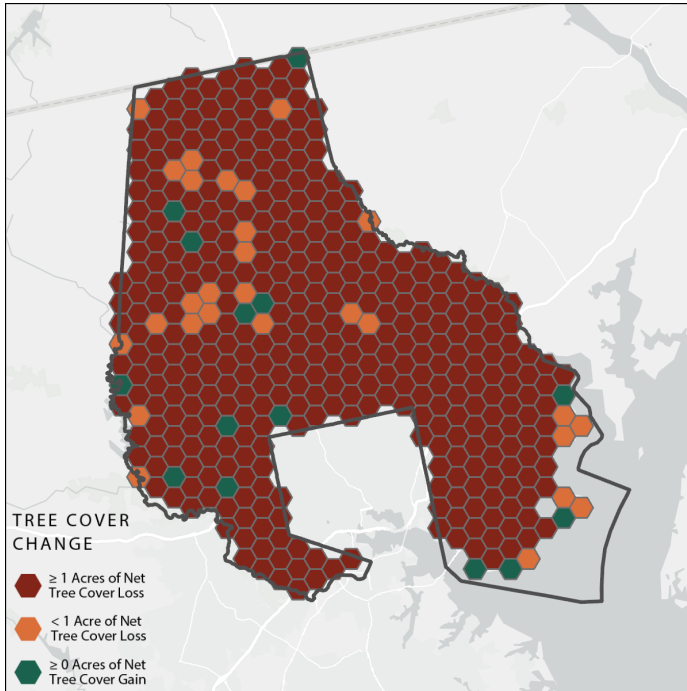 TREE COVER
CHANGE
≥ 1 Acres of Net
Tree Cover Loss
< 1 Acre of Net
Tree Cover Loss
≥ 0 Acres of Net
Tree Cover Gain